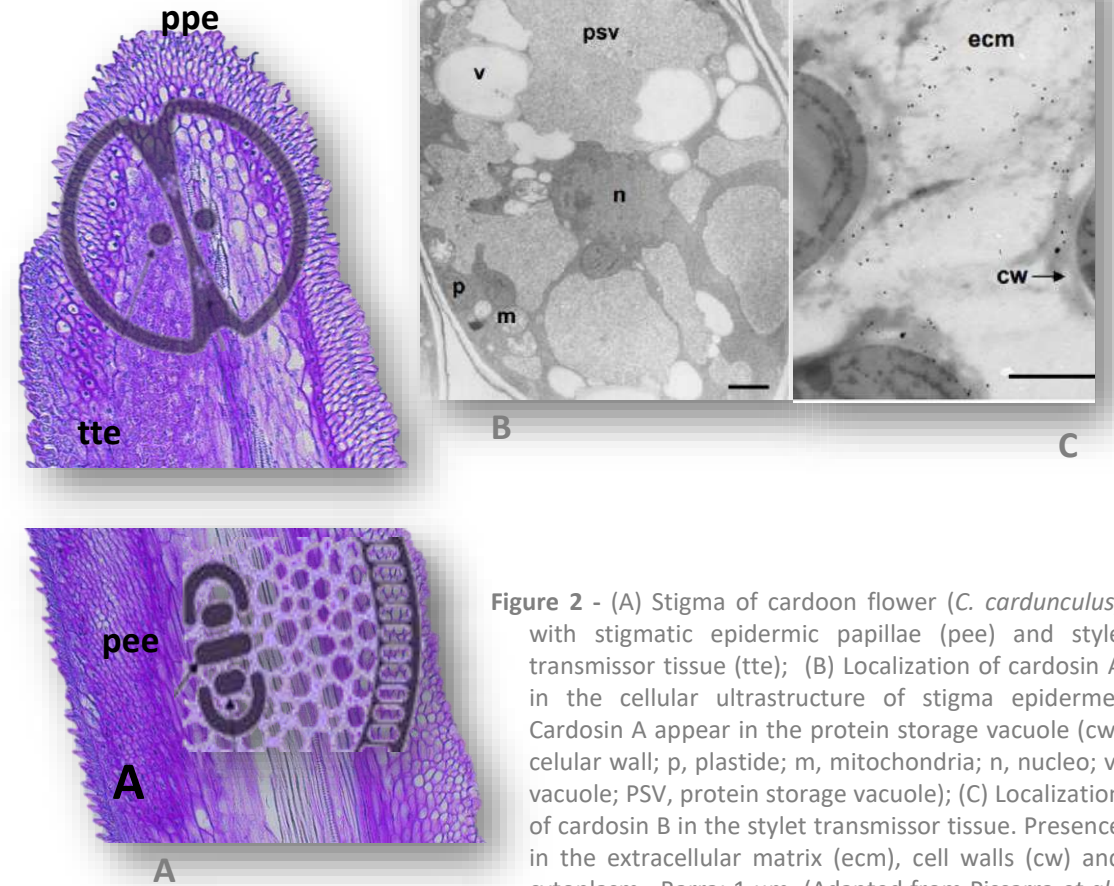 ppe
tte
psv
v
n
p
m
B
ecm
cw
C
pee
A
A
Figure 2 - (A) Stigma of cardoon flower (C. cardunculus
with stigmatic epidermic papillae (pee) and style
transmissor tissue (tte); (B) Localization of cardosin A
in the cellular ultrastructure of stigma epiderme
Cardosin A appear in the protein storage vacuole (cw
celular wall; p, plastide; m, mitochondria; n, nucleo; v
vacuole; PSV, protein storage vacuole); (C) Localization
of cardosin B in the stylet transmissor tissue. Presence
in the extracellular matrix (ecm), cell walls (cw) and